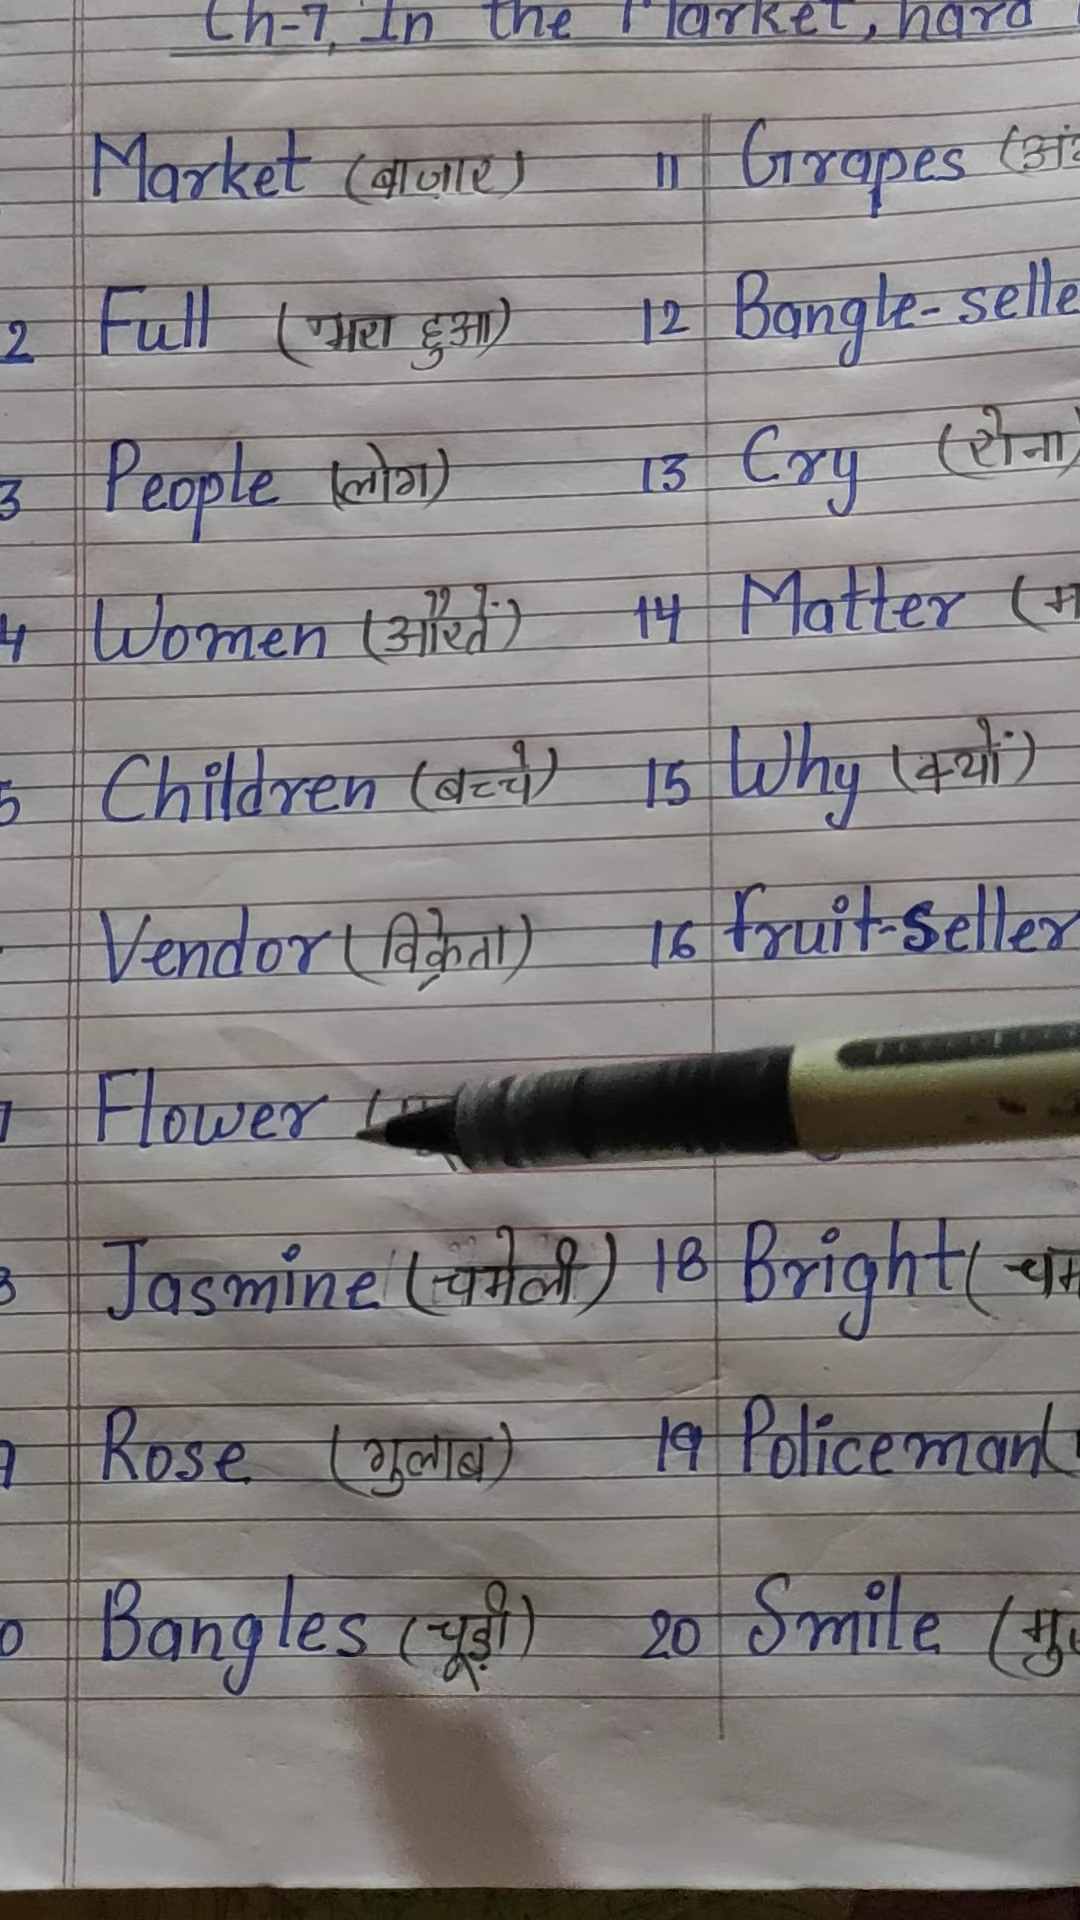 Ch-7, In the Market, hard
Market (बाज़ार) 11 Grapes
2 Full (भरा हुआ) 12 Bangle-selle
3 People (लोग) 13 Cry (रोना)
4 Women (औरतें) 14 Matter
5 Children (बच्चे) 15 Why (क्यों)
Vendor (विक्रेता) 16 fruit-seller
Flower
Jasmine (चमेली) 18 Bright (चम
Rose (गुलाब) 19 Policeman
Bangles (चूड़ी) 20 Smile